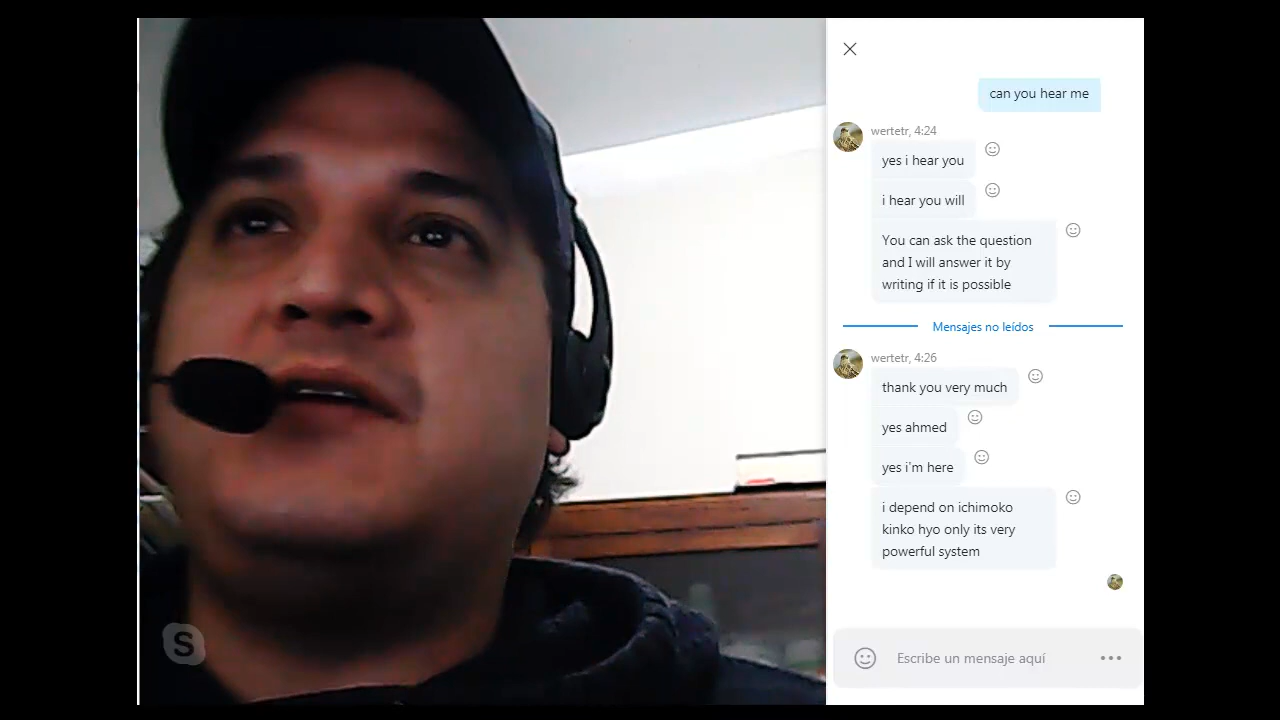 can you hear me
wertetr, 4:24
yes i hear you
i hear you will
You can ask the question
and I will answer it by
writing if it is possible
Mensajes no leídos
wertetr, 4:26
thank you very much
yes ahmed
yes i'm here
i depend on ichimoko
kinko hyo only its very
powerful system
Escribe un mensaje aquí
S